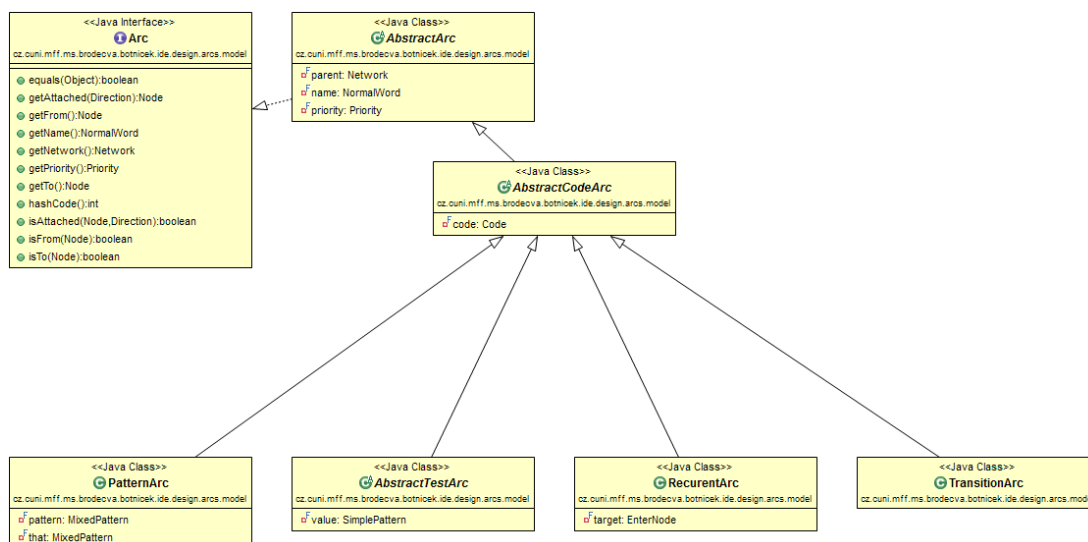 <<Java Interface>>
Arc
cz.cuni.mff.ms.brodecva.botnicek.ide.design.arcs.model
equals(Object):boolean
getAttached(Direction):Node
getFrom():Node
getName():NormalWord
getNetwork():Network
getPriority():Priority
getTo():Node
hashCode():int
isAttached(Node,Direction):boolean
isFrom(Node):boolean
isTo(Node):boolean
<<Java Class>>
AbstractArc
cz.cuni.mff.ms.brodecva.botnicek.ide.design.arcs.model
parent: Network
name: NormalWord
priority: Priority
<<Java Class>>
AbstractCodeArc
cz.cuni.mff.ms.brodecva.botnicek.ide.design.arcs.model
code: Code
<<Java Class>>
PatternArc
cz.cuni.mff.ms.brodecva.botnicek.ide.design.arcs.model
pattern: MixedPattern
that: MixedPattern
<<Java Class>>
AbstractTestArc
cz.cuni.mff.ms.brodecva.botnicek.ide.design.arcs.model
value: SimplePattern
<<Java Class>>
RecurentArc
cz.cuni.mff.ms.brodecva.botnicek.ide.design.arcs.model
target: EnterNode
<<Java Class>>
TransitionArc
cz.cuni.mff.ms.brodecva.botnicek.ide.design.arcs.model